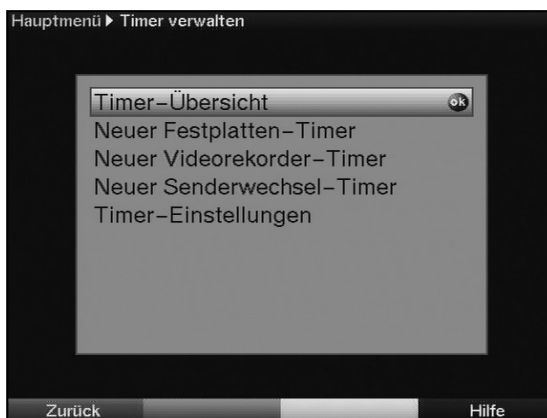 Hauptmenü ▶ Timer verwalten
Timer-Übersicht ok
Neuer Festplatten-Timer
Neuer Videorekorder-Timer
Neuer Senderwechsel-Timer
Timer-Einstellungen
Zurück Hilfe